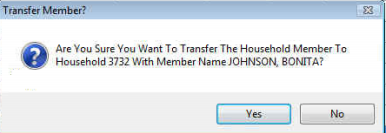 Transfer Member?
Are You Sure You Want To Transfer The Household Member To
Household 3732 With Member Name JOHNSON, BONITA?
Yes
No